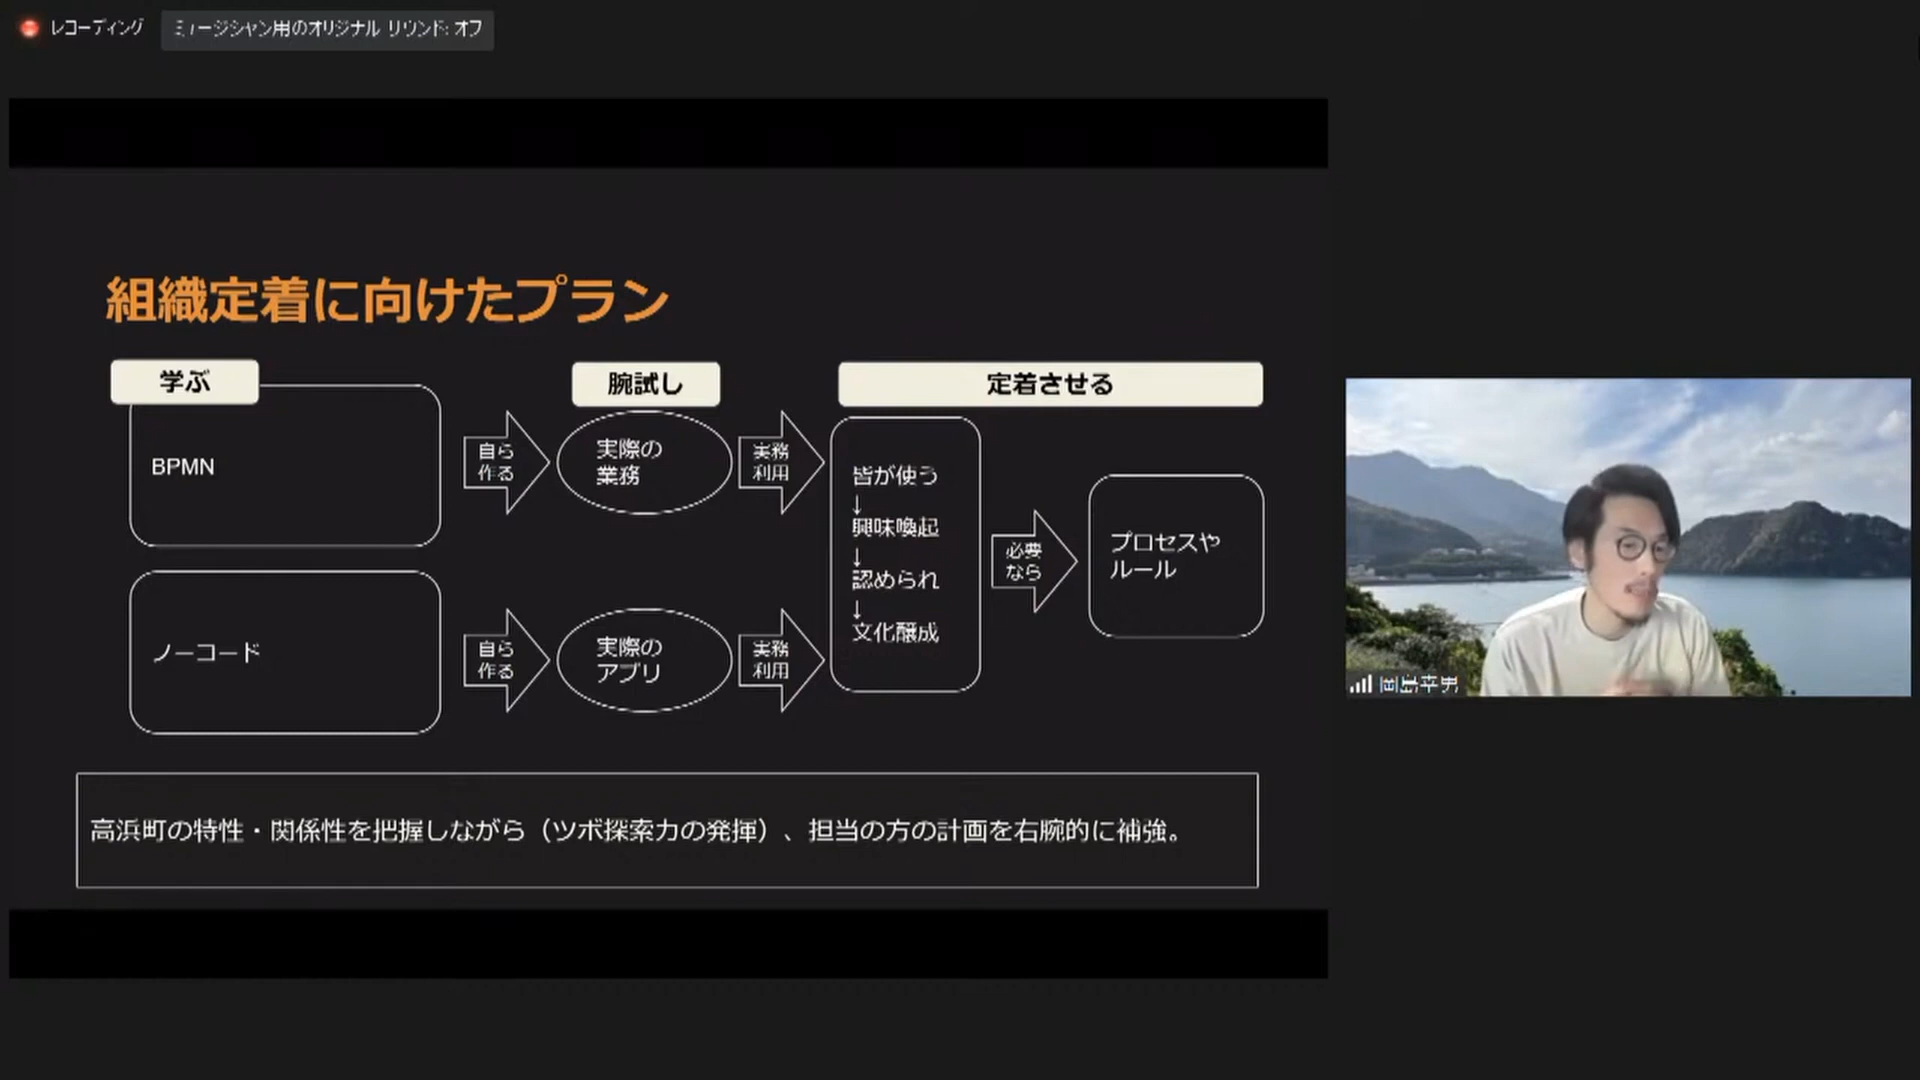 レコーディング
ミュージシャン用のオリジナル サウンド: オフ
組織定着に向けたプラン
学ぶ
腕試し
定着させる
BPMN
自ら
作る
実際の
業務
実務
利用
ノーコード
自ら
作る
実際の
アプリ
実務
利用
皆が使う
↓
興味喚起
↓
認められ
↓
文化醸成
必要
なら
プロセスや
ルール
高浜町の特性・関係性を把握しながら（ツボ探索力の発揮）、担当の方の計画を右腕的に補強。